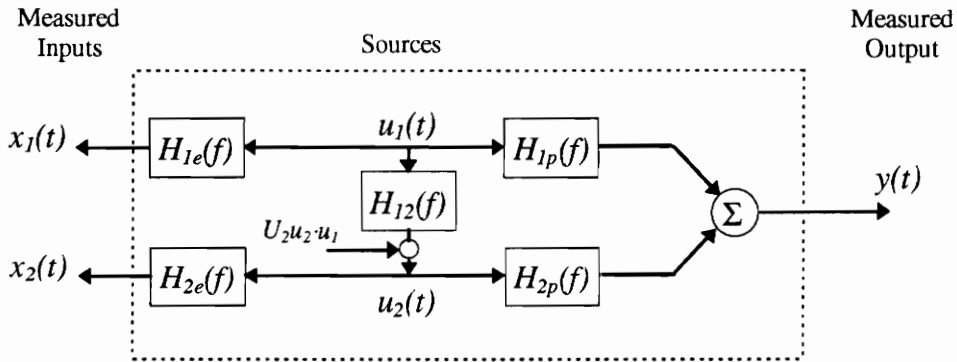 Measured Inputs
Sources
Measured Output
x₁(t)
H₁ₑ(f)
u₁(t)
H₁ₚ(f)
H₁₂(f)
y(t)
Σ
U₂u₂·u₁
x₂(t)
H₂ₑ(f)
u₂(t)
H₂ₚ(f)